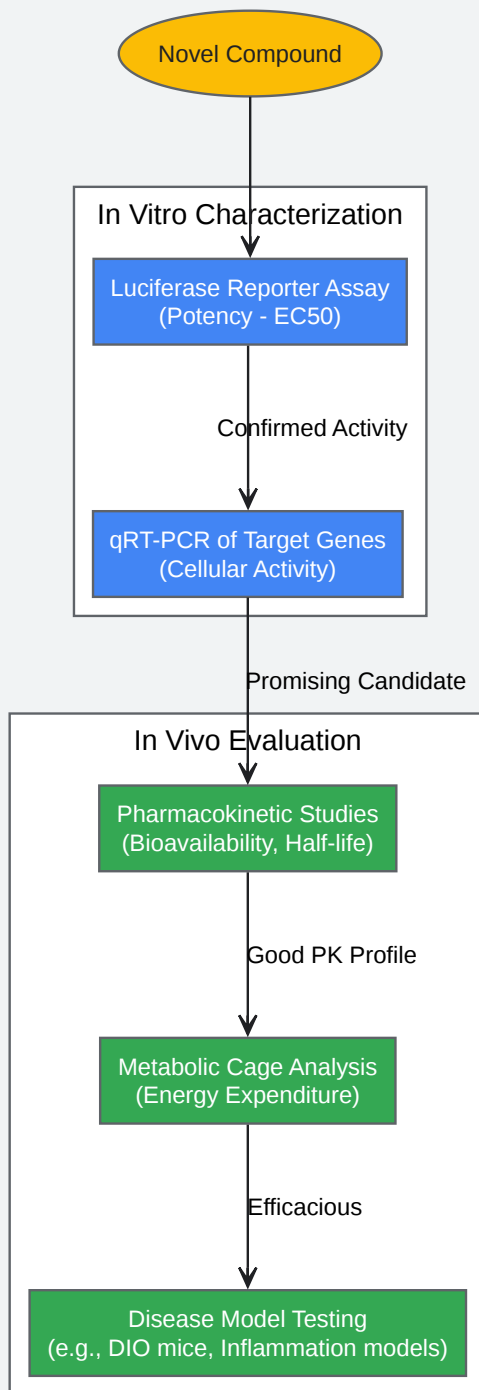 Novel Compound
In Vitro Characterization
Luciferase Reporter Assay
(Potency - EC50)
Confirmed Activity
qRT-PCR of Target Genes
(Cellular Activity)
Promising Candidate
In Vivo Evaluation
Pharmacokinetic Studies
(Bioavailability, Half-life)
Good PK Profile
Metabolic Cage Analysis
(Energy Expenditure)
Efficacious
Disease Model Testing
(e.g., DIO mice, Inflammation models)